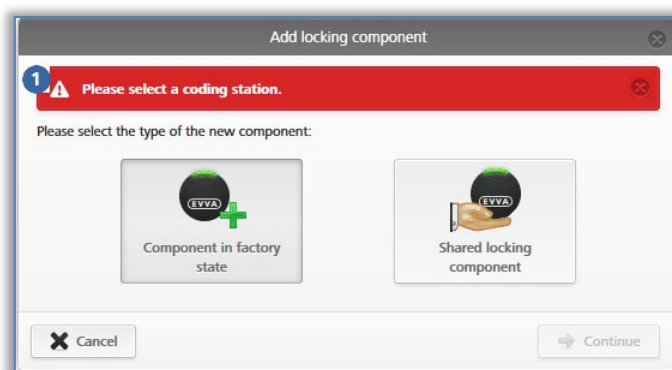 Add locking component
1
Please select a coding station.
Please select the type of the new component:
EVVA
Component in factory
state
EVVA
Shared locking
component
Cancel
Continue